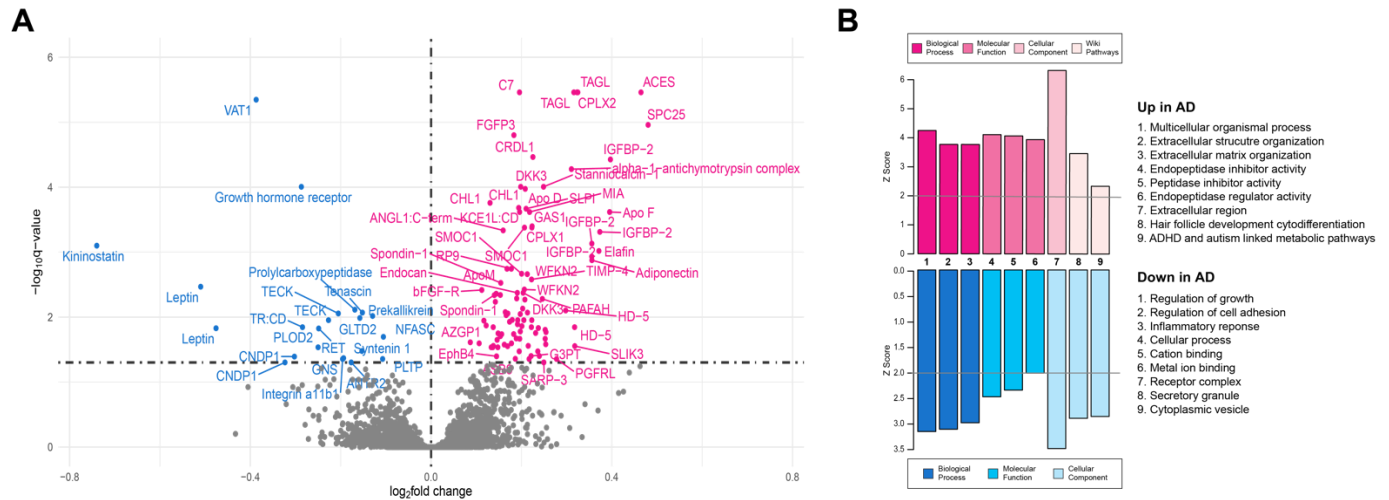 A
B
6
4
2
0
−log10q−value
−0.8
−0.4
0.0
0.4
0.8
log2fold change
VAT1
Growth hormone receptor
Kininostatin
Leptin
Leptin
Prolylcarboxypeptidase
TECK
Tenascin
TECK
Prekallikrein
TR:CD
GLTD2
NFASC
PLOD2
RET
Syntenin 1
CNDP1
GNS
PLTP
CNDP1
ANTR2
Integrin a11b1
C7
TAGL
ACES
TAGL
CPLX2
SPC25
FGFP3
CRDL1
IGFBP−2
alpha−1−antichymotrypsin complex
DKK3
Stanniocalcin−1
CHL1
CHL1
Apo D
SLPI
MIA
ANGL1:C−term
KCE1L:CD
GAS1
Apo F
SMOC1
CPLX1
IGFBP−2
IGFBP−2
Spondin−1
RP9
SMOC1
IGFBP−2
Elafin
Endocan
ApoM
WFKN2
TIMP−4
Adiponectin
bFGF−R
WFKN2
Spondin−1
DKK3
PAFAH
HD−5
AZGP1
HD−5
EphB4
G3PT
SLIK3
PGFRL
SARP−3
Biological Process
Molecular Function
Cellular Component
Wiki Pathways
6
5
4
3
2
1
0
Z Score
1 2 3 4 5 6 7 8 9
0.0
0.5
1.0
1.5
2.0
2.5
3.0
3.5
Z Score
Biological Process
Molecular Function
Cellular Component
Up in AD
1. Multicellular organismal process
2. Extracellular strucutre organization
3. Extracellular matrix organization
4. Endopeptidase inhibitor activity
5. Peptidase inhibitor activity
6. Endopeptidase regulator activity
7. Extracellular region
8. Hair follicle development cytodifferentiation
9. ADHD and autism linked metabolic pathways
Down in AD
1. Regulation of growth
2. Regulation of cell adhesion
3. Inflammatory reponse
4. Cellular process
5. Cation binding
6. Metal ion binding
7. Receptor complex
8. Secretory granule
9. Cytoplasmic vesicle